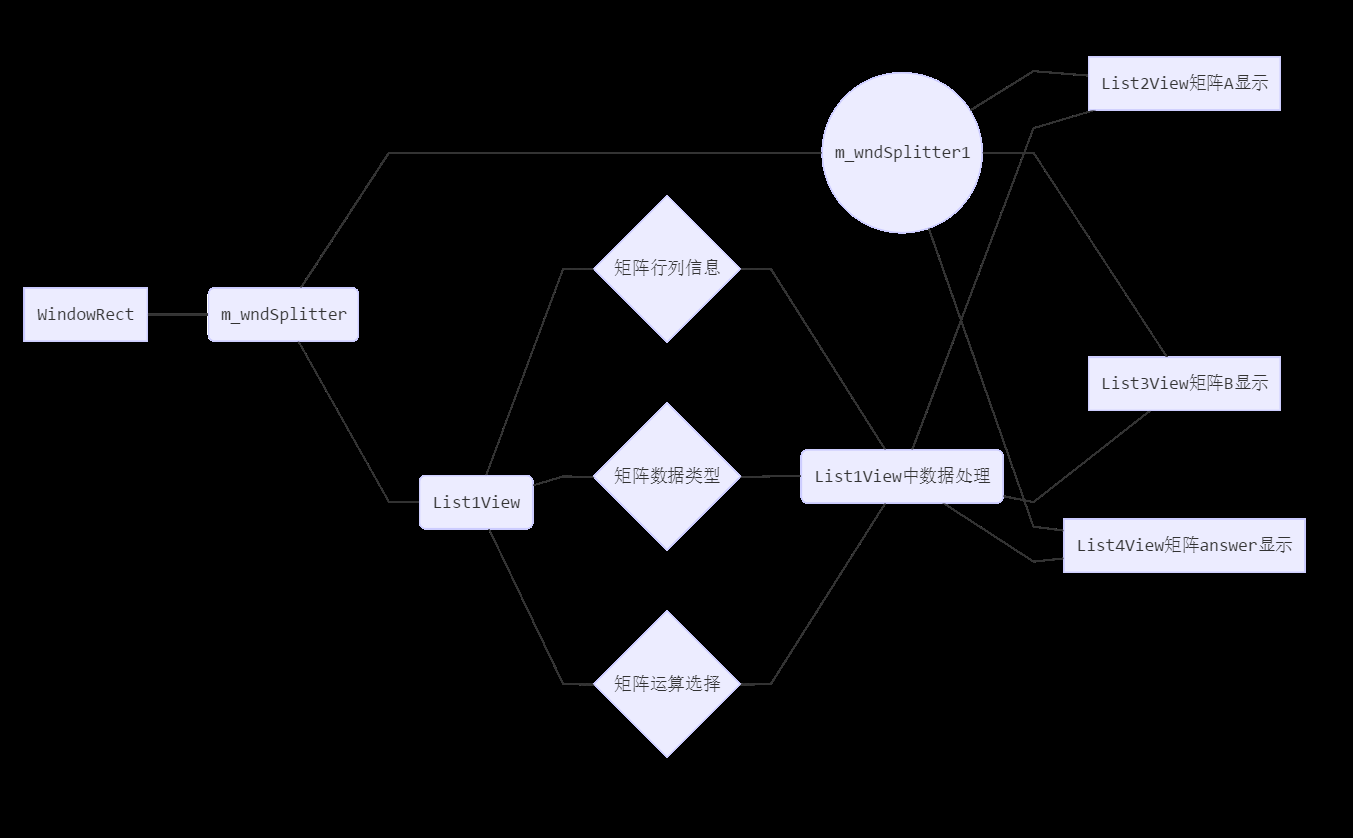 List2View矩阵A显示
m_wndSplitter1
矩阵行列信息
WindowRect
m_wndSplitter
List3View矩阵B显示
矩阵数据类型
List1View中数据处理
List1View
List4View矩阵answer显示
矩阵运算选择